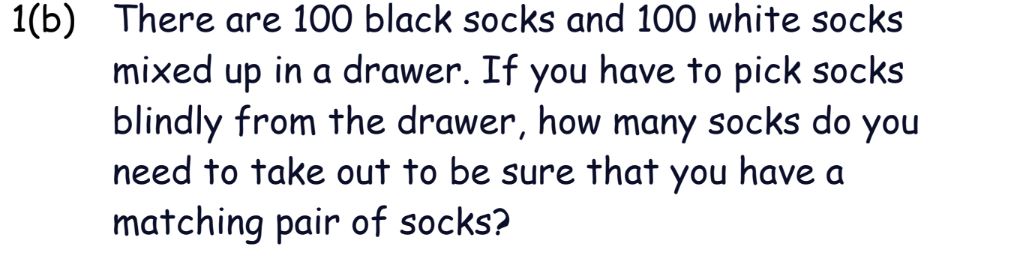 1(b) There are 100 black socks and 100 white socks
mixed up in a drawer. If you have to pick socks
blindly from the drawer, how many socks do you
need to take out to be sure that you have a
matching pair of socks?